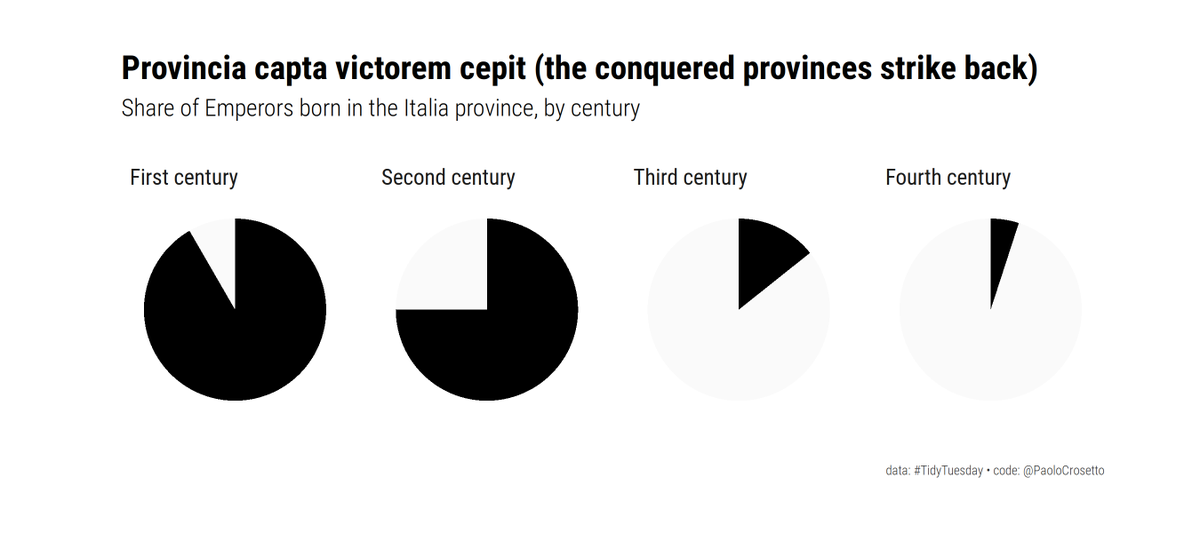 Provincia capta victorem cepit (the conquered provinces strike back)
Share of Emperors born in the Italia province, by century
First century
Second century
Third century
Fourth century
data: #TidyTuesday • code: @PaoloCrosetto